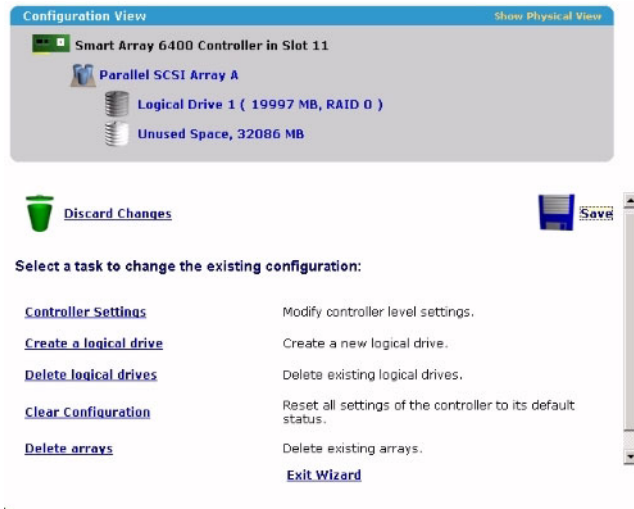 Configuration View Show Physical View
Smart Array 6400 Controller in Slot 11
Parallel SCSI Array A
Logical Drive 1 ( 19997 MB, RAID 0 )
Unused Space, 32086 MB
Discard Changes Save
Select a task to change the existing configuration:
Controller Settings Modify controller level settings.
Create a logical drive Create a new logical drive.
Delete logical drives Delete existing logical drives.
Clear Configuration Reset all settings of the controller to its default
status.
Delete arrays Delete existing arrays.
Exit Wizard